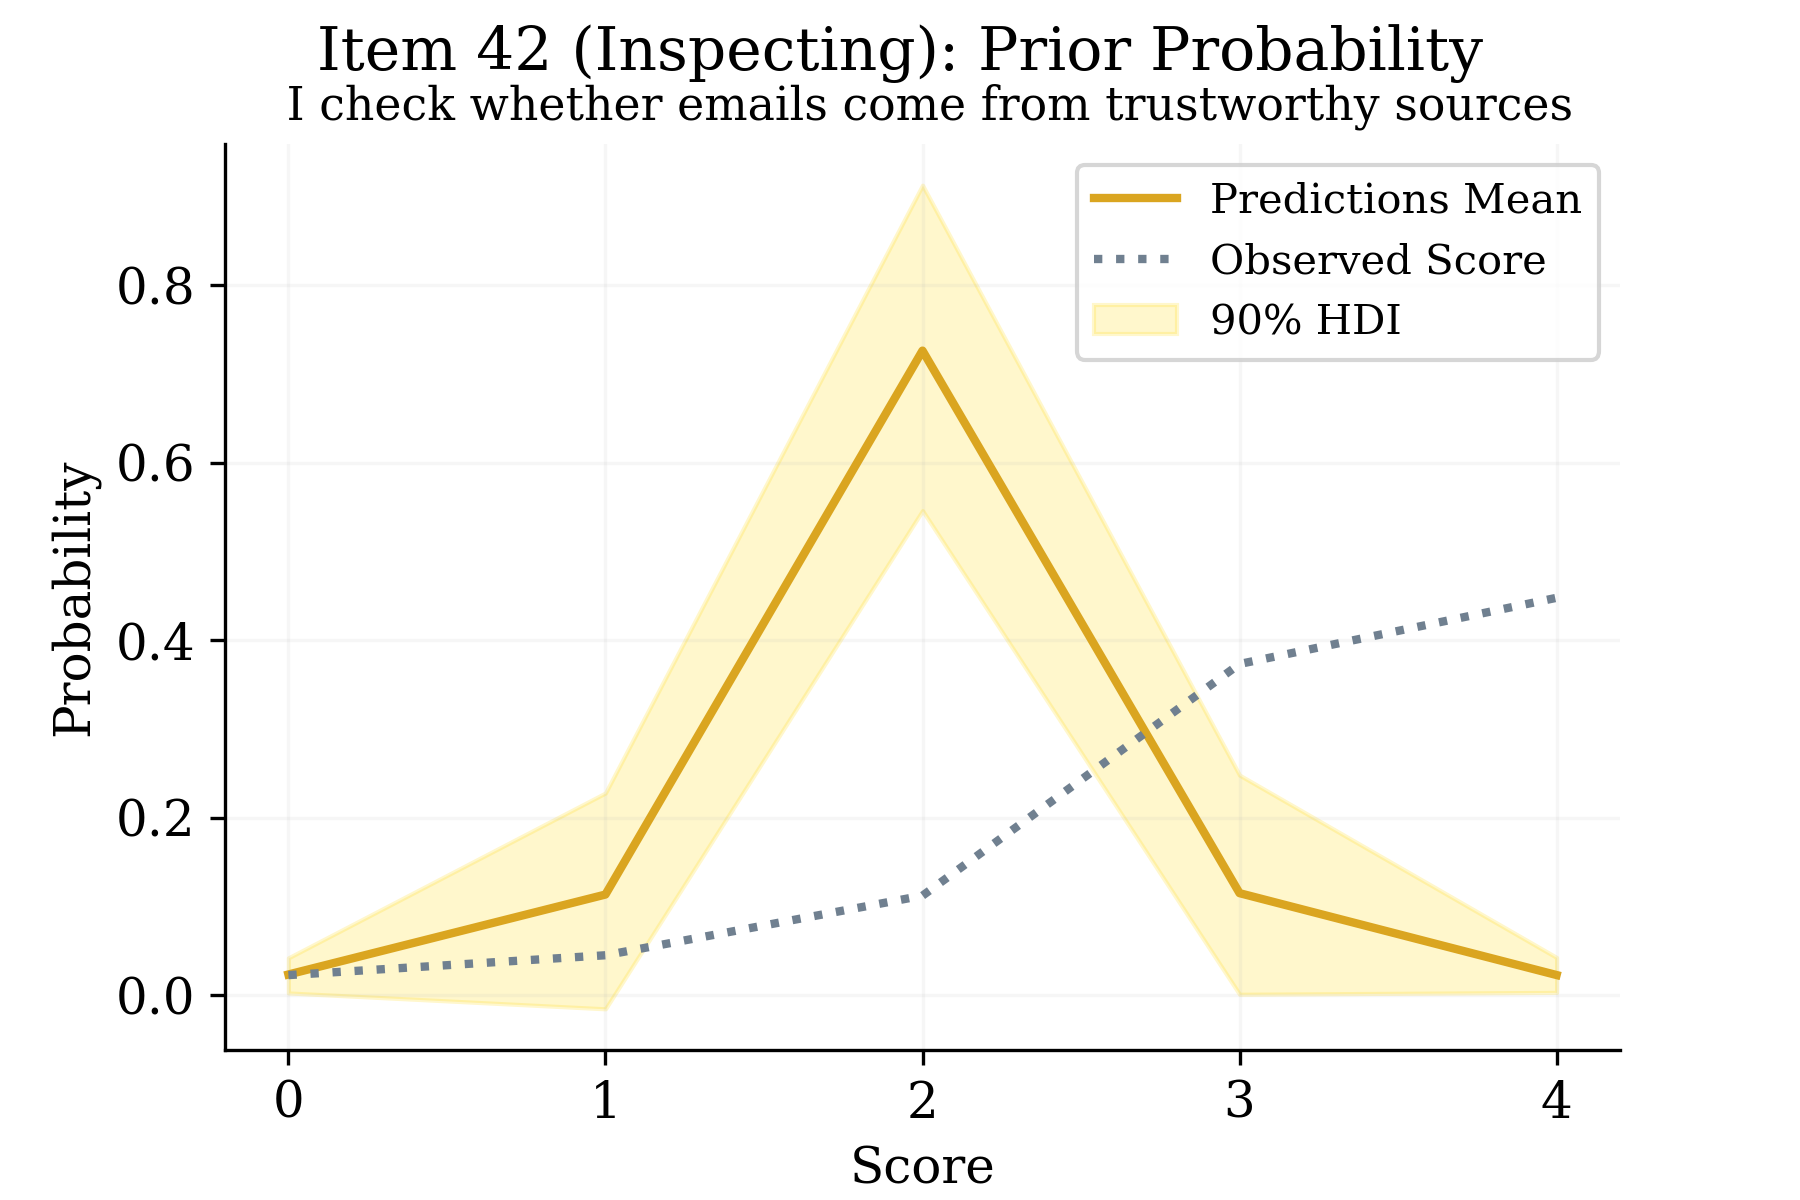 Item 42 (Inspecting): Prior Probability
I check whether emails come from trustworthy sources
Predictions Mean
Observed Score
90% HDI
Probability
0.8
0.6
0.4
0.2
0.0
0 1 2 3 4
Score